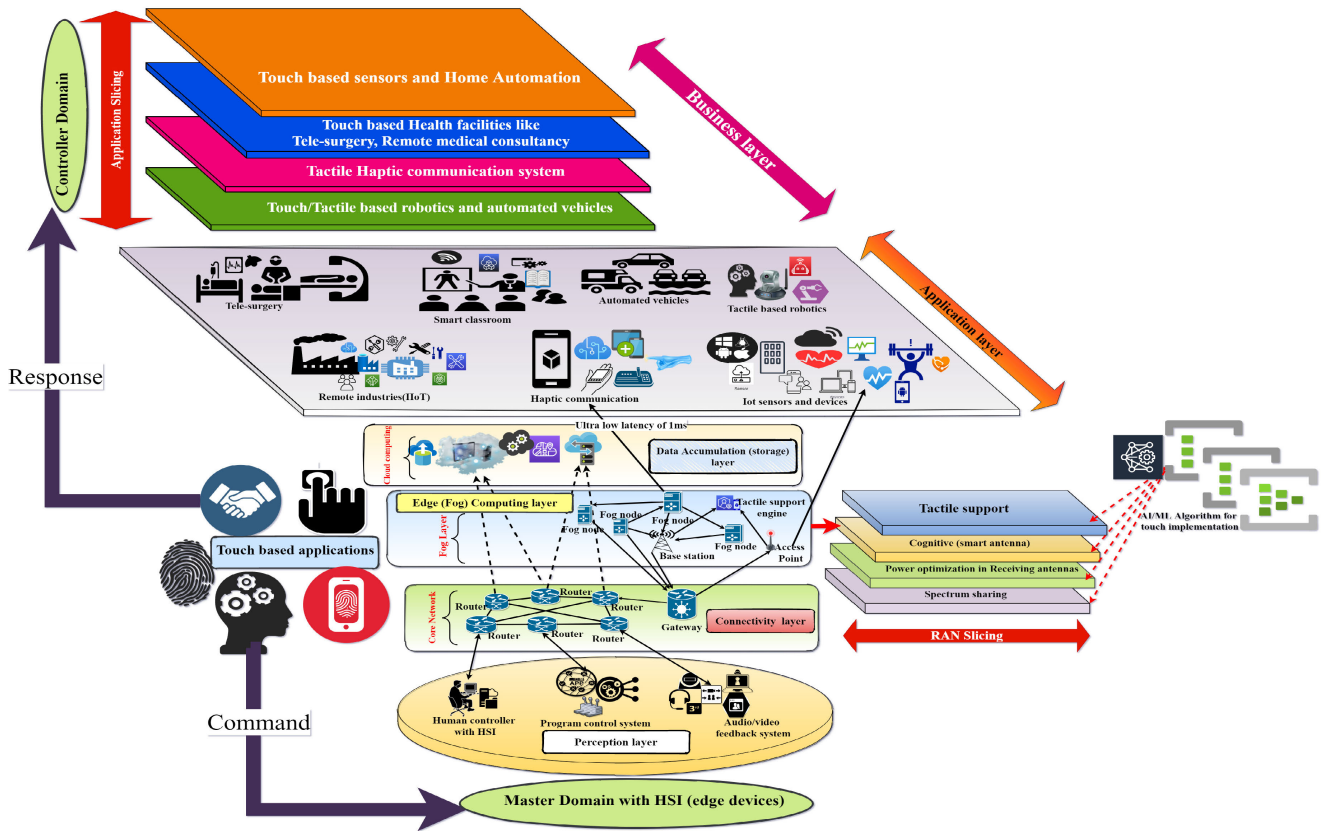 Controller Domain
Application Slicing
Touch based sensors and Home Automation
Touch based Health facilities like
Tele-surgery, Remote medical consultancy
Tactile Haptic communication system
Touch/Tactile based robotics and automated vehicles
Business layer
Application layer
Tele-surgery
Smart classroom
Automated vehicles
Tactile based robotics
Remote industries(IIoT)
Haptic communication
Iot sensors and devices
Response
Ultra low latency of 1ms
Cloud computing
Data Accumulation (storage)
layer
Edge (Fog) Computing layer
Fog Layer
Fog node
Fog node
Fog node
Fog node
Base station
Tactile support
engine
Access
Point
Touch based applications
Tactile support
Cognitive (smart antenna)
Power optimization in Receiving antennas
Spectrum sharing
RAN Slicing
AI/ML Algorithm for
touch implementation
Core Network
Router
Router
Router
Router
Router
Router
Gateway
Connectivity layer
Command
Human controller
with HSI
Program control system
APP
3rd
Audio/video
feedback system
Perception layer
Master Domain with HSI (edge devices)